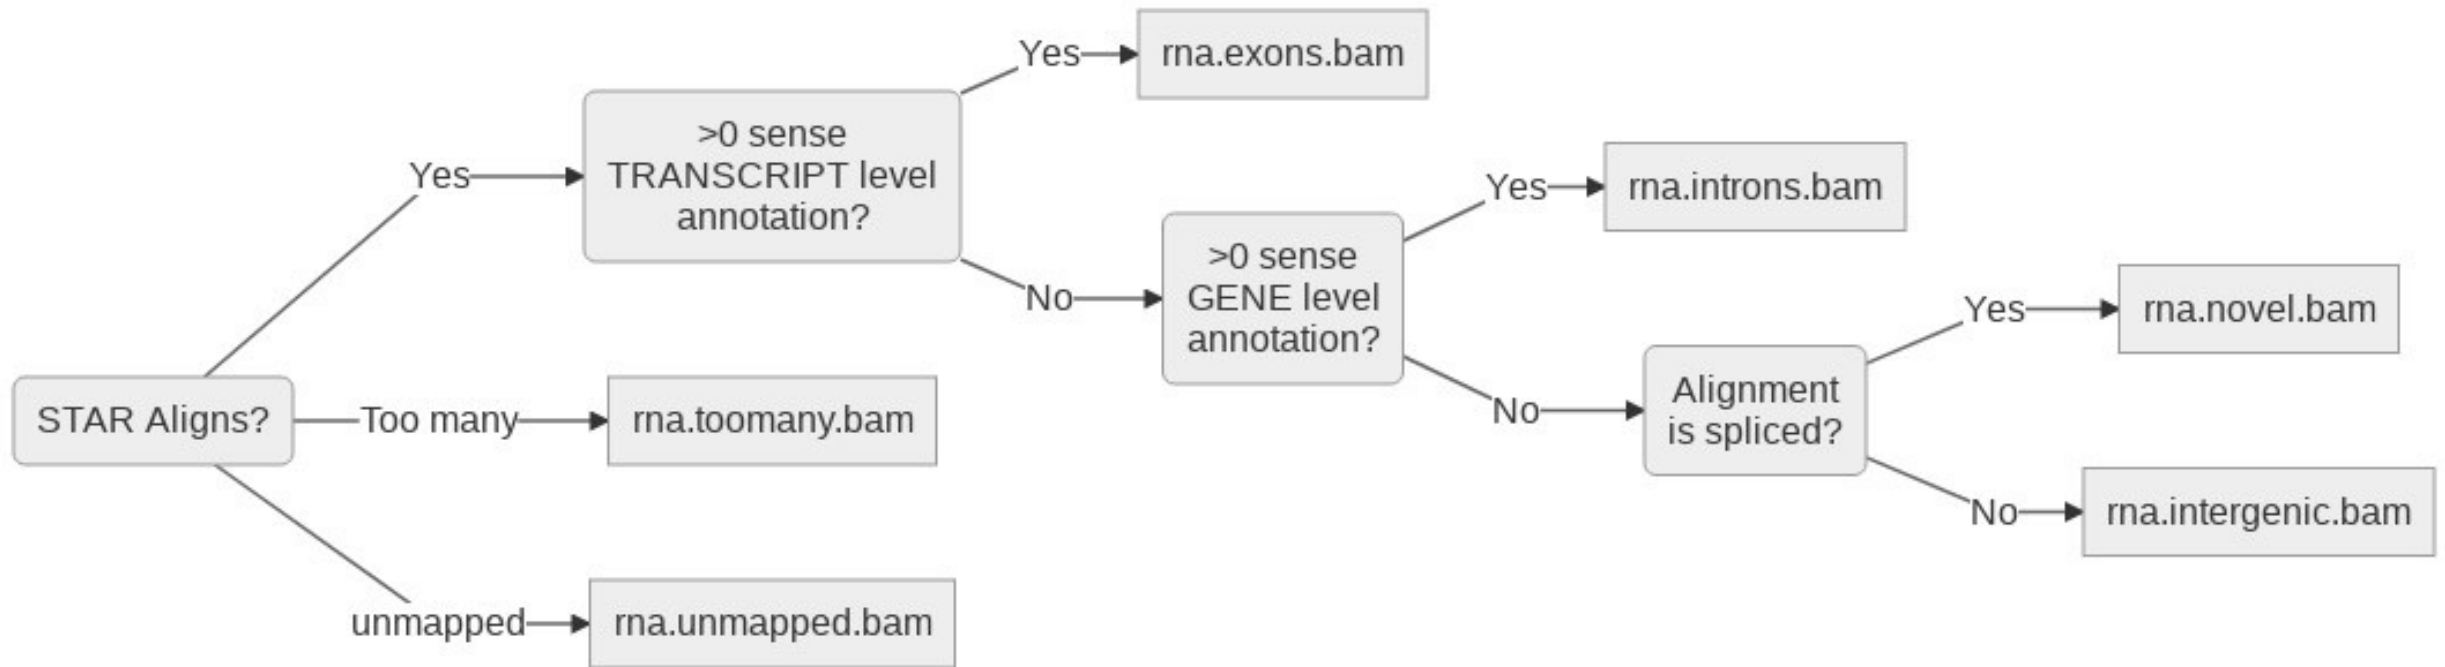 STAR Aligns?
Yes
>0 sense
TRANSCRIPT level
annotation?
Yes
rna.exons.bam
No
>0 sense
GENE level
annotation?
Yes
rna.introns.bam
No
Alignment
is spliced?
Yes
rna.novel.bam
No
rna.intergenic.bam
Too many
rna.toomany.bam
unmapped
rna.unmapped.bam